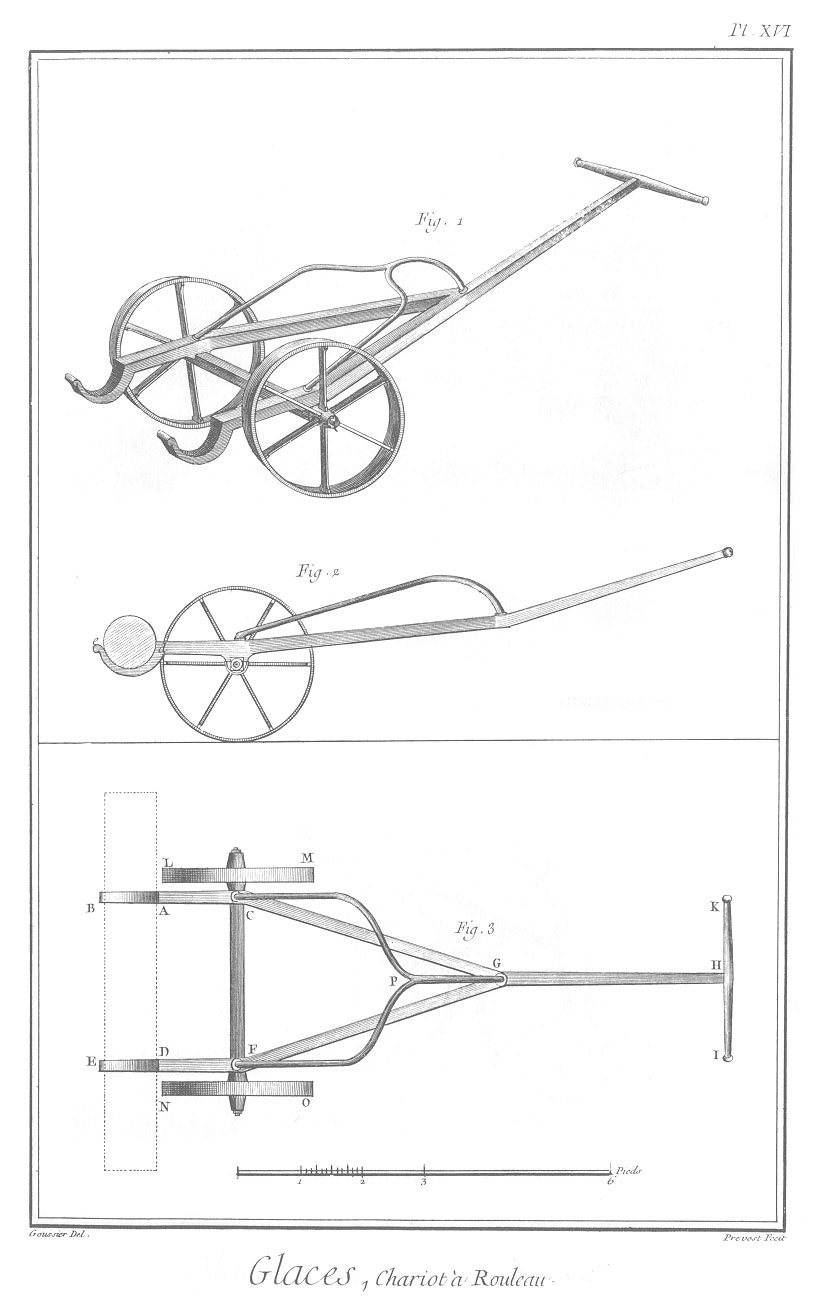 Pl. XVI
Fig. 1
Fig. 2
L M
B A C
Fig. 3
K
G
P
H
E D F
I
N O
1 2 3 6 Pieds
Goussier Del.
Prevost Fecit
Glaces, Chariot à Rouleau.